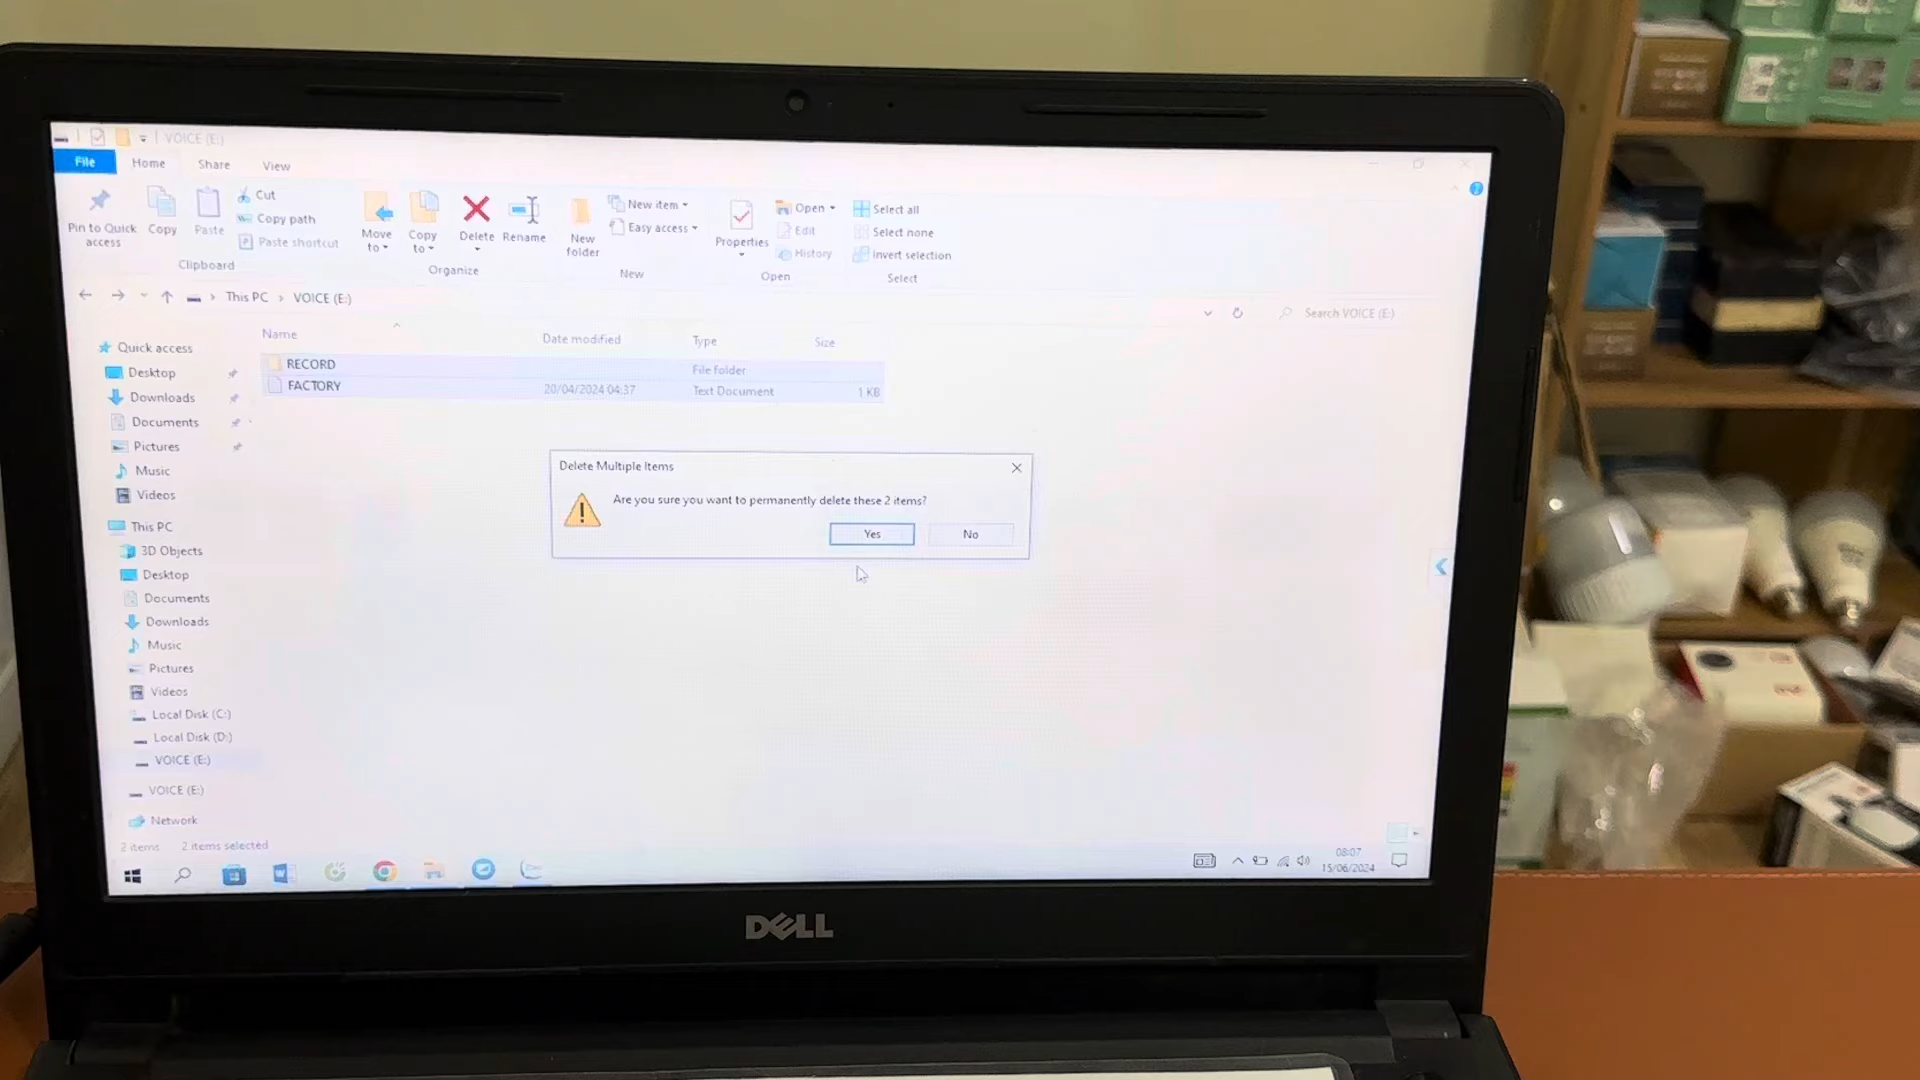 VOICE (E:)
File Home Share View
Pin to Quick access
Copy
Paste
Cut
Copy path
Paste shortcut
Clipboard
Move to
Copy to
Delete
Rename
Organize
New folder
New item
Easy access
New
Properties
Open
Edit
History
Open
Select all
Select none
Invert selection
Select
This PC > VOICE (E:)
Search VOICE (E:)
Name Date modified Type Size
RECORD File folder
FACTORY 20/04/2024 04:37 Text Document 1 KB
Quick access
Desktop
Downloads
Documents
Pictures
Music
Videos
This PC
3D Objects
Desktop
Documents
Downloads
Music
Pictures
Videos
Local Disk (C:)
Local Disk (D:)
VOICE (E:)
VOICE (E:)
Network
Delete Multiple Items
Are you sure you want to permanently delete these 2 items?
Yes No
2 items 2 items selected
08:07
15/06/2024
DELL